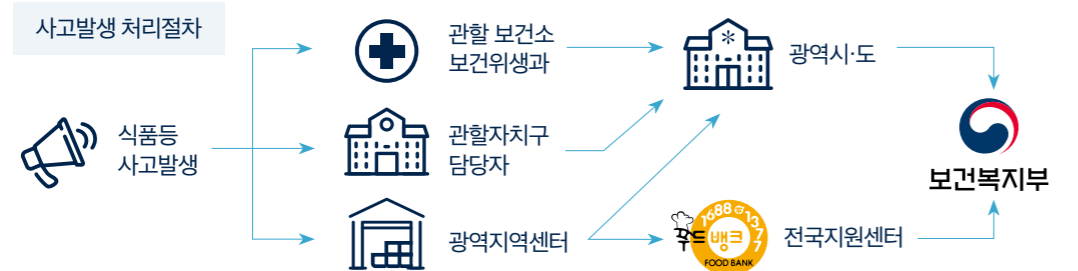 사고발생 처리절차
식품등
사고발생
관할 보건소
보건위생과
관할자치구
담당자
광역지역센터
광역시·도
1688-1377
푸드뱅크
FOOD BANK
전국지원센터
보건복지부